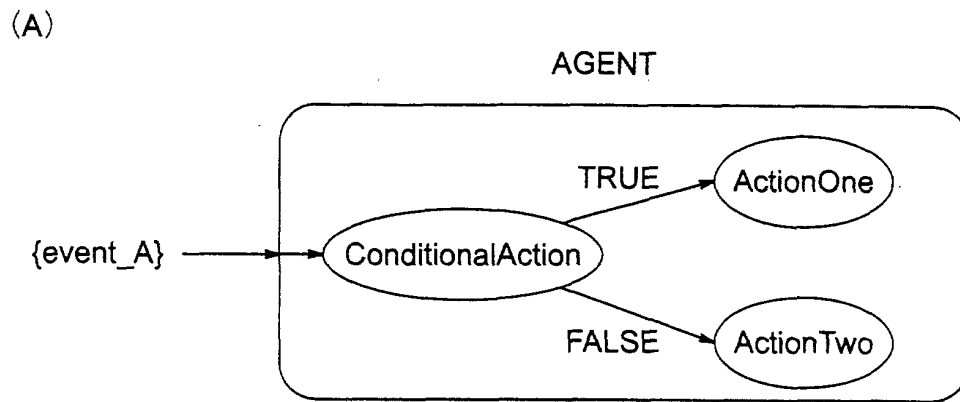 (A)
AGENT
TRUE
ActionOne
{event_A}
ConditionalAction
FALSE
ActionTwo